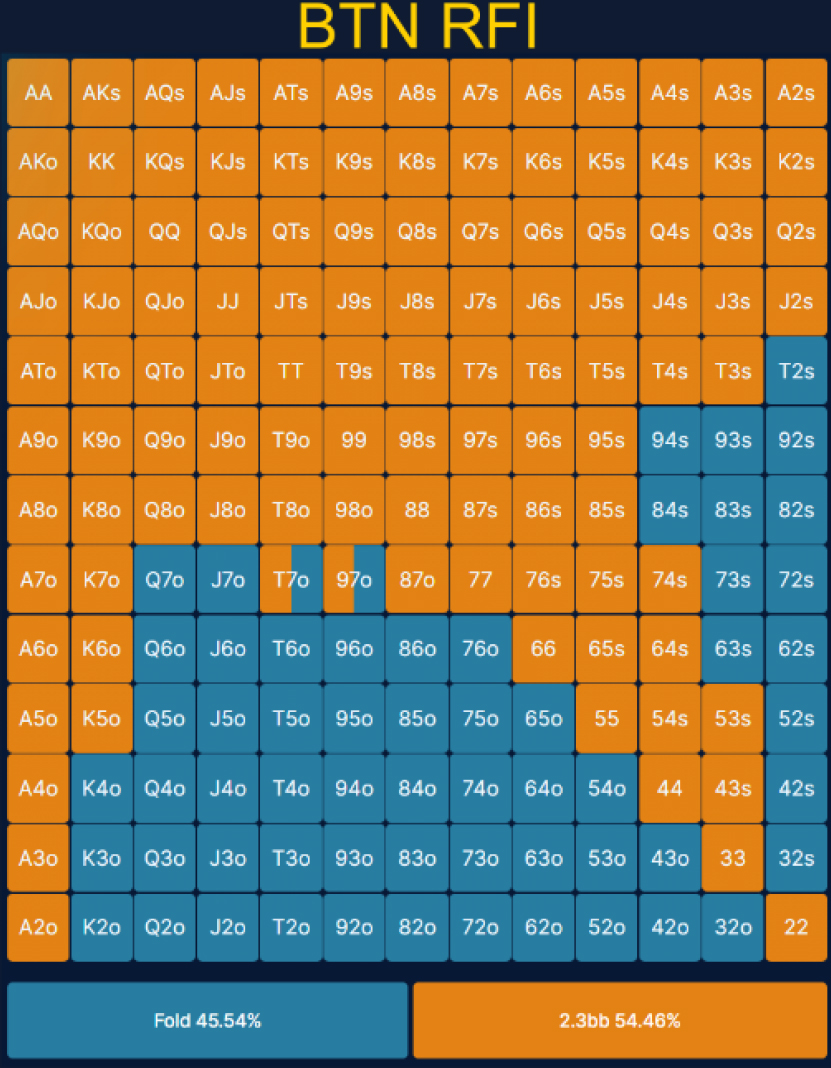 BTN RFI
AA AKs AQs AJs ATs A9s A8s A7s A6s A5s A4s A3s A2s
AKo KK KQs KJs KTs K9s K8s K7s K6s K5s K4s K3s K2s
AQo KQo QQ QJs QTs Q9s Q8s Q7s Q6s Q5s Q4s Q3s Q2s
AJo KJo QJo JJ JTs J9s J8s J7s J6s J5s J4s J3s J2s
ATo KTo QTo JTo TT T9s T8s T7s T6s T5s T4s T3s T2s
A9o K9o Q9o J9o T9o 99 98s 97s 96s 95s 94s 93s 92s
A8o K8o Q8o J8o T8o 98o 88 87s 86s 85s 84s 83s 82s
A7o K7o Q7o J7o T7o 97o 87o 77 76s 75s 74s 73s 72s
A6o K6o Q6o J6o T6o 96o 86o 76o 66 65s 64s 63s 62s
A5o K5o Q5o J5o T5o 95o 85o 75o 65o 55 54s 53s 52s
A4o K4o Q4o J4o T4o 94o 84o 74o 64o 54o 44 43s 42s
A3o K3o Q3o J3o T3o 93o 83o 73o 63o 53o 43o 33 32s
A2o K2o Q2o J2o T2o 92o 82o 72o 62o 52o 42o 32o 22
Fold 45.54% 2.3bb 54.46%